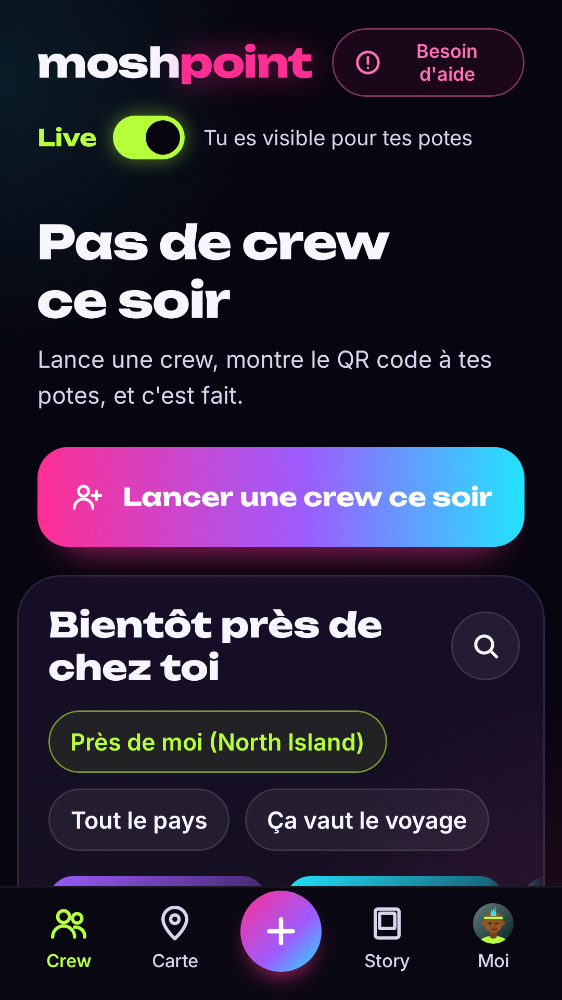 moshpoint
Besoin
d'aide
Live
Tu es visible pour tes potes
Pas de crew
ce soir
Lance une crew, montre le QR code à tes
potes, et c'est fait.
Lancer une crew ce soir
Bientôt près de
chez toi
Près de moi (North Island)
Tout le pays
Ça vaut le voyage
Crew
Carte
Story
Moi